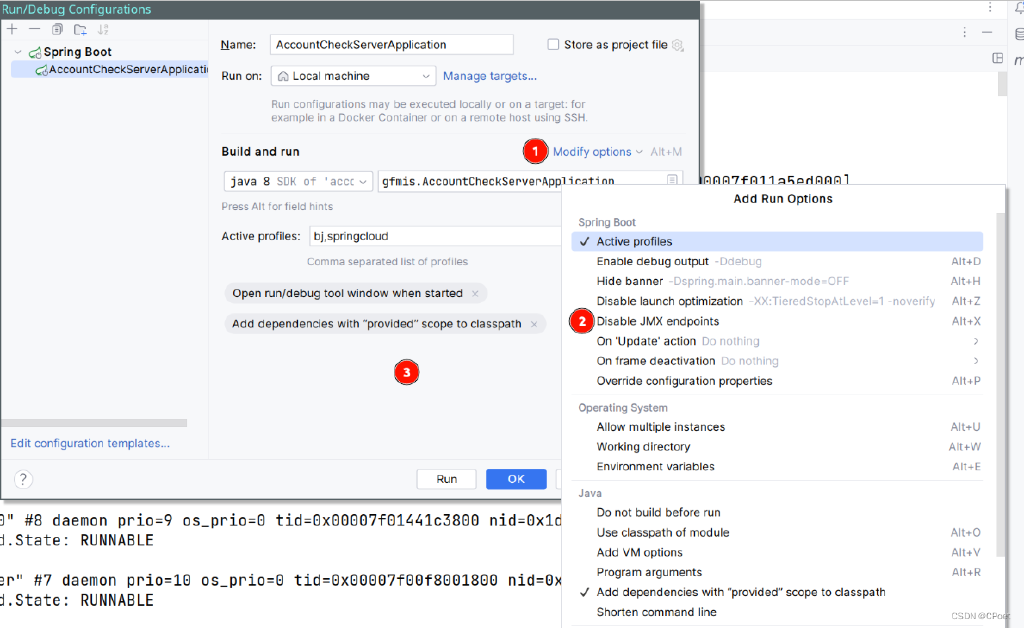 Run/Debug Configurations
Spring Boot
AccountCheckServerApplicatio
Name: AccountCheckServerApplication Store as project file
Run on: Local machine Manage targets...
Run configurations may be executed locally or on a target: for
example in a Docker Container or on a remote host using SSH.
Build and run 1 Modify options Alt+M
java 8 SDK of 'acco gfmis.AccountCheckServerApplication
Press Alt for field hints
Active profiles: bj,springcloud
Comma separated list of profiles
Open run/debug tool window when started ×
Add dependencies with "provided" scope to classpath ×
3
Edit configuration templates...
? Run OK
00007f011a5ed000]
Add Run Options
Spring Boot
✓ Active profiles
Enable debug output -Ddebug Alt+D
Hide banner -Dspring.main.banner-mode=OFF Alt+H
Disable launch optimization -XX:TieredStopAtLevel=1 -noverify Alt+Z
2 Disable JMX endpoints Alt+X
On 'Update' action Do nothing >
On frame deactivation Do nothing >
Override configuration properties Alt+P
Operating System
Allow multiple instances Alt+U
Working directory Alt+W
Environment variables Alt+E
Java
Do not build before run
Use classpath of module Alt+O
Add VM options Alt+V
Program arguments Alt+R
✓ Add dependencies with "provided" scope to classpath
Shorten command line
0" #8 daemon prio=9 os_prio=0 tid=0x00007f01441c3800 nid=0x1d
d.State: RUNNABLE
er" #7 daemon prio=10 os_prio=0 tid=0x00007f00f8001800 nid=0x
d.State: RUNNABLE
CSDN @CPoet